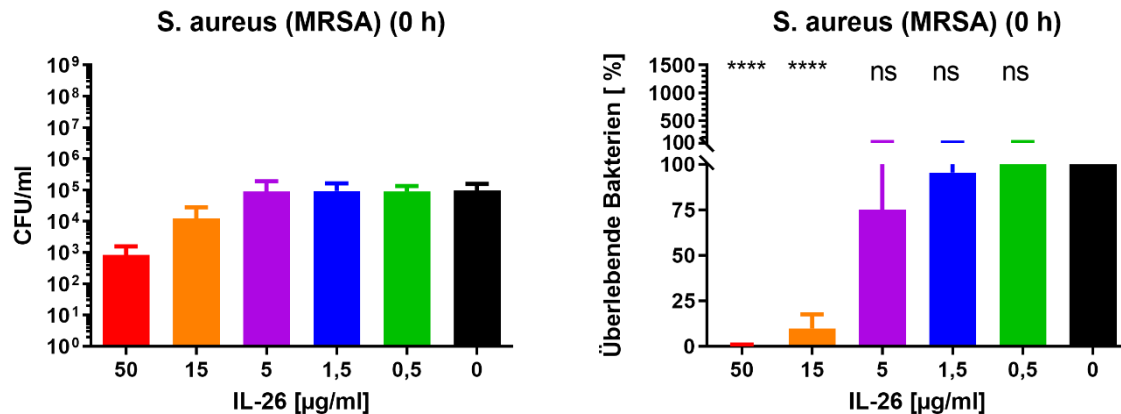 S. aureus (MRSA) (0 h)
CFU/ml
10⁹
10⁸
10⁷
10⁶
10⁵
10⁴
10³
10²
10¹
10⁰
50 15 5 1,5 0,5 0
IL-26 [µg/ml]
S. aureus (MRSA) (0 h)
Überlebende Bakterien [ %]
1500
1000
500
100
100
75
50
25
0
**** **** ns ns ns
50 15 5 1,5 0,5 0
IL-26 [µg/ml]